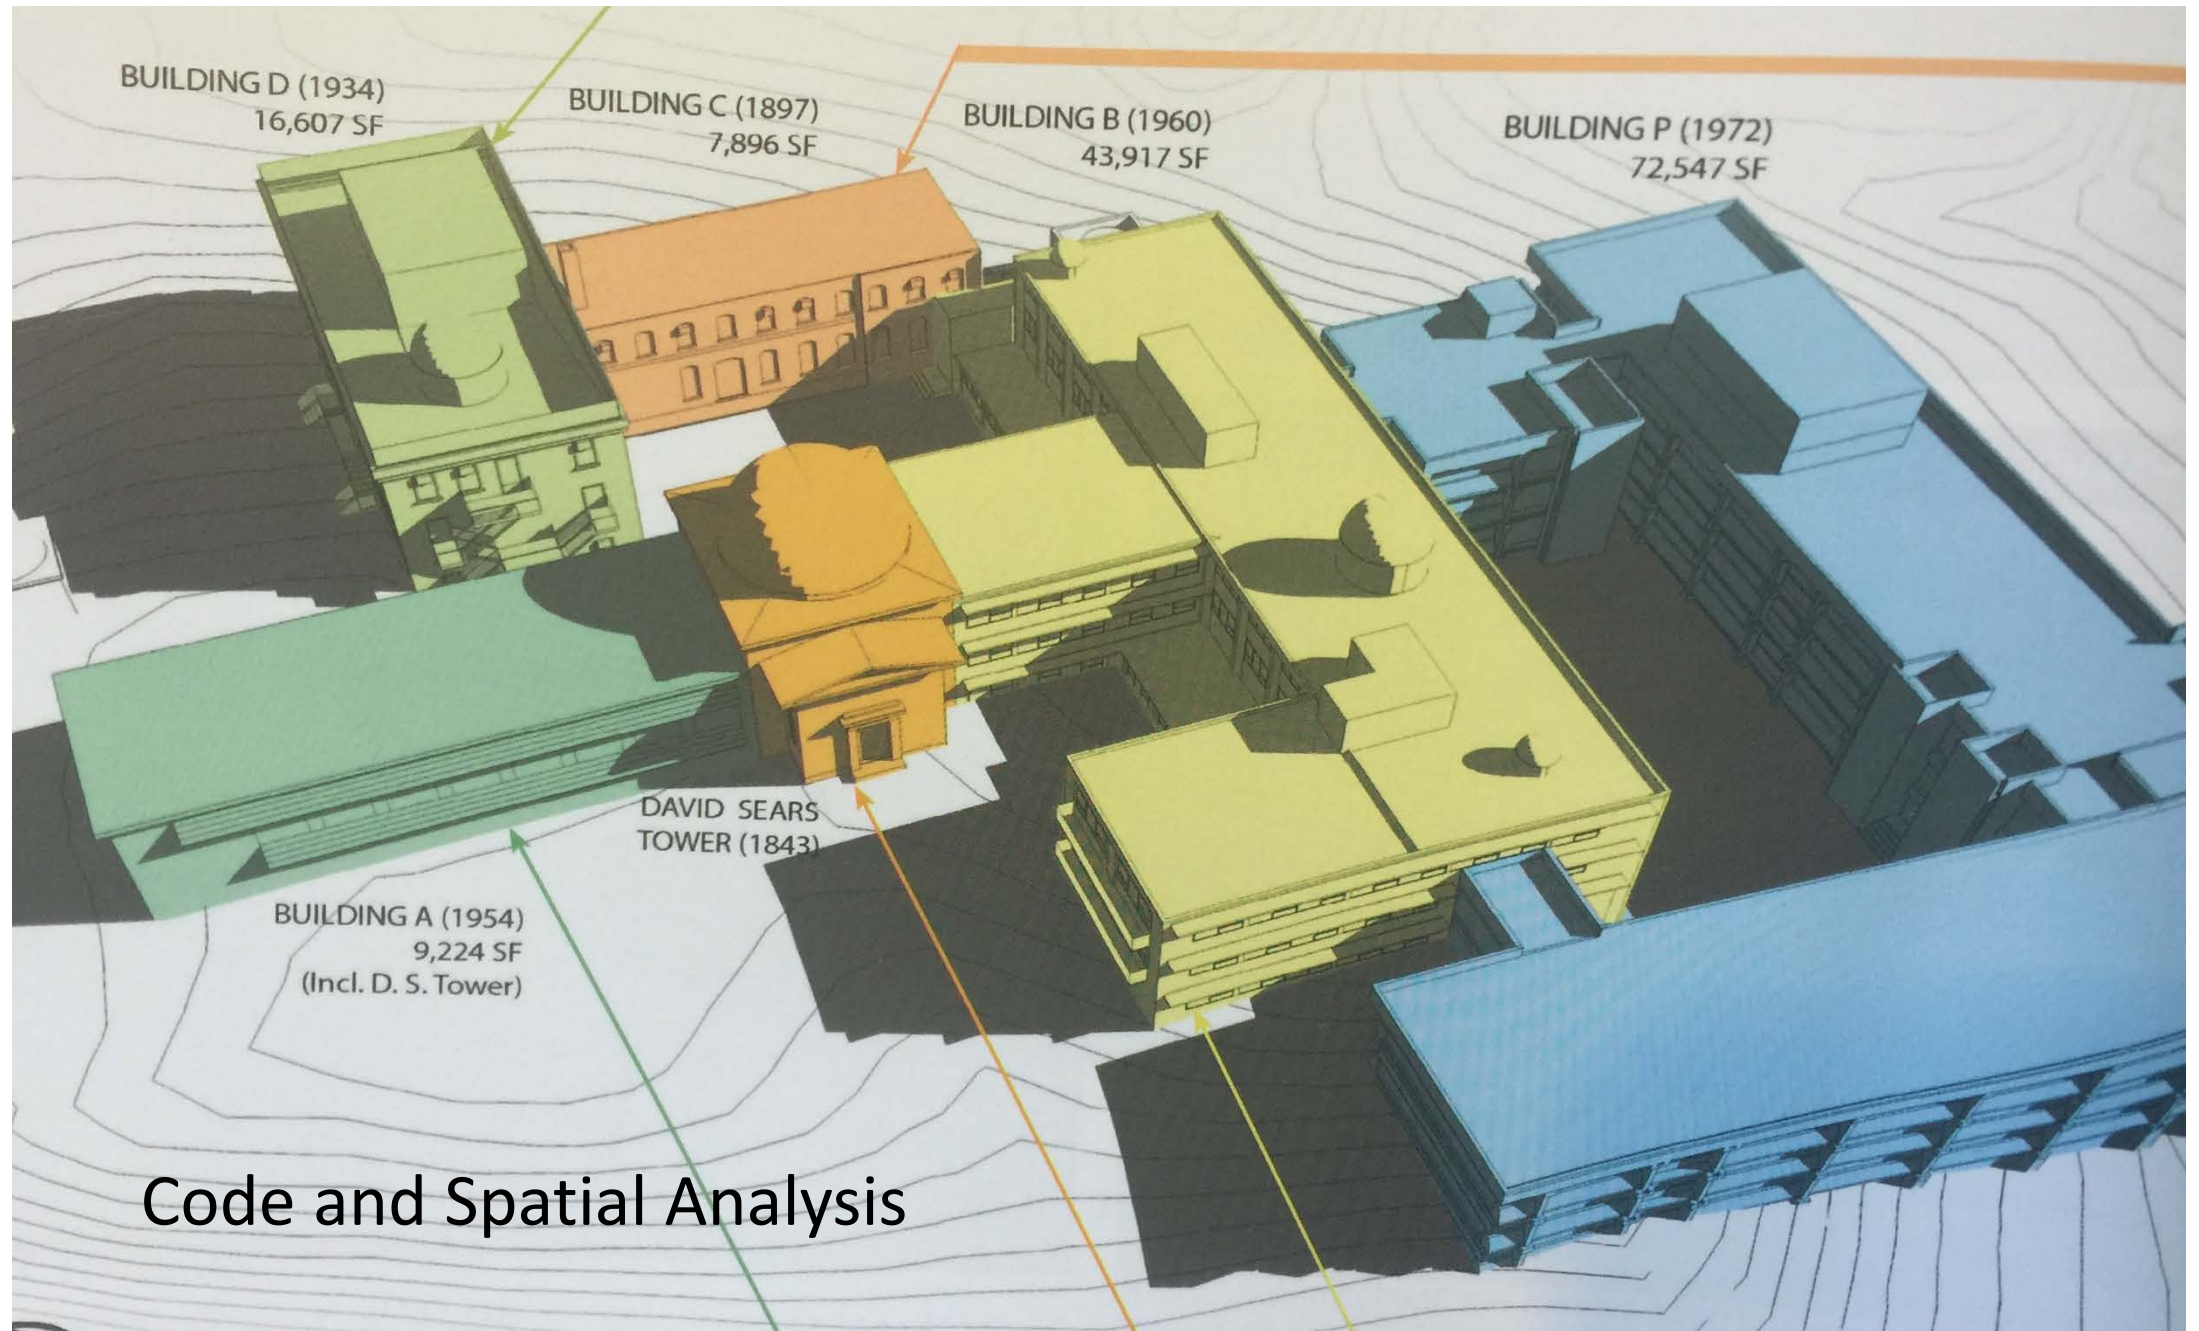 BUILDING D (1934)
16,607 SF
BUILDING C (1897)
7,896 SF
BUILDING B (1960)
43,917 SF
BUILDING P (1972)
72,547 SF
DAVID SEARS
TOWER (1843)
BUILDING A (1954)
9,224 SF
(Incl. D. S. Tower)
Code and Spatial Analysis